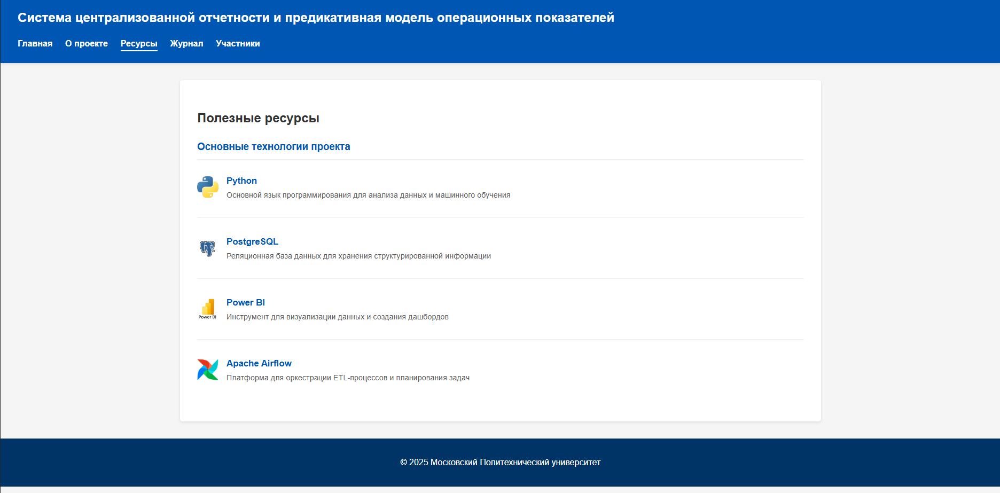 Система централизованной отчетности и предикативная модель операционных показателей
Главная О проекте Ресурсы Журнал Участники
Полезные ресурсы
Основные технологии проекта
Python
Основной язык программирования для анализа данных и машинного обучения
PostgreSQL
Реляционная база данных для хранения структурированной информации
Power BI
Power BI
Инструмент для визуализации данных и создания дашбордов
Apache Airflow
Платформа для оркестрации ETL-процессов и планирования задач
© 2025 Московский Политехнический университет